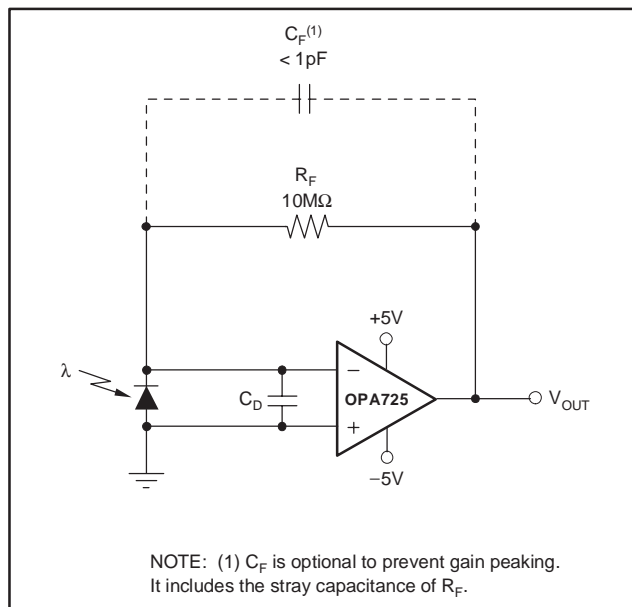 C_F(1)
< 1pF
R_F
10MΩ
+5V
λ
−
C_D
OPA725
V_OUT
+
−5V
NOTE: (1) C_F is optional to prevent gain peaking.
It includes the stray capacitance of R_F.